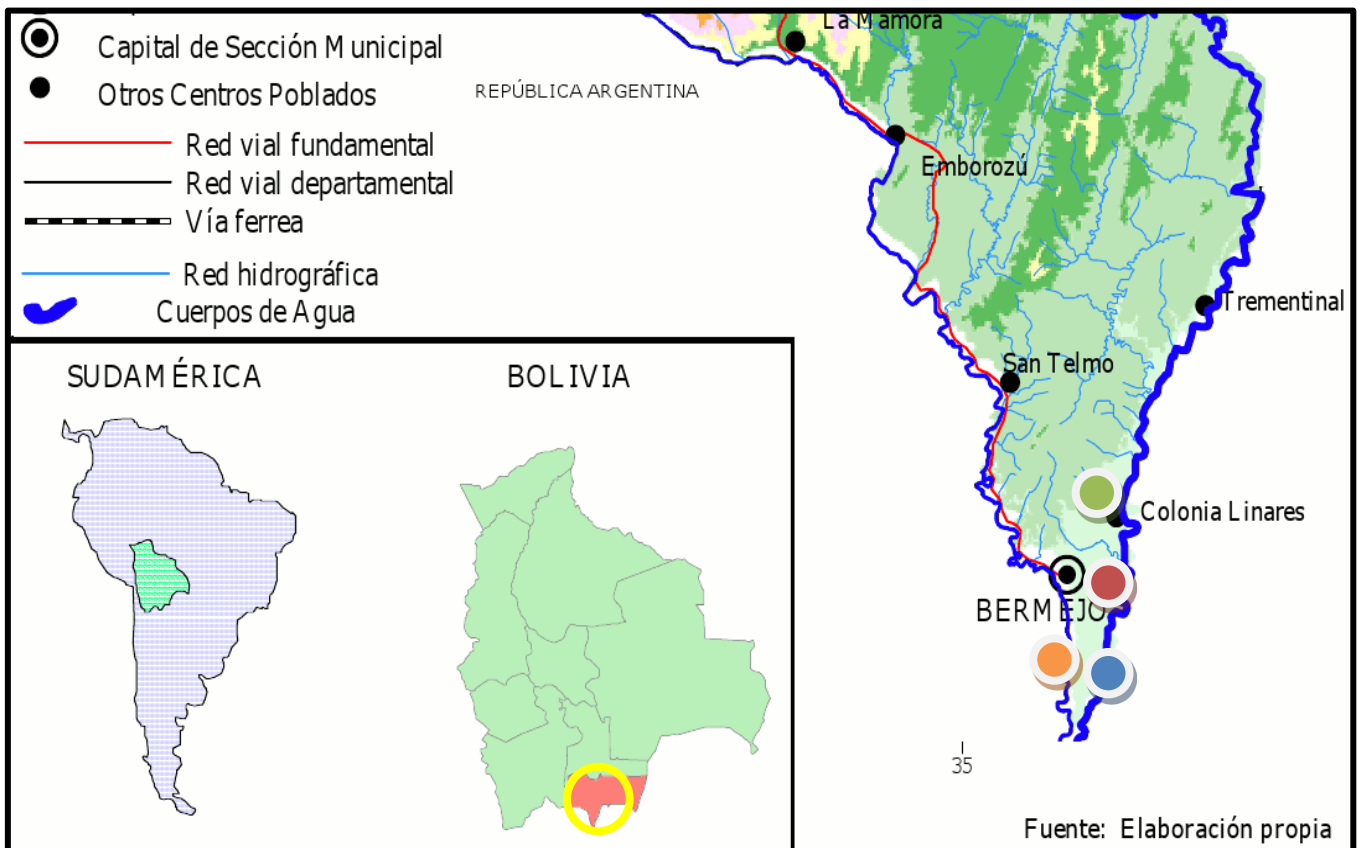 La Mamora
Capital de Sección Municipal
Otros Centros Poblados
REPÚBLICA ARGENTINA
Red vial fundamental
Emborozú
Red vial departamental
Vía ferrea
Red hidrográfica
Cuerpos de Agua
Trementinal
San Telmo
SUDAMÉRICA
BOLIVIA
Colonia Linares
BERMEJO
35
Fuente: Elaboración propia